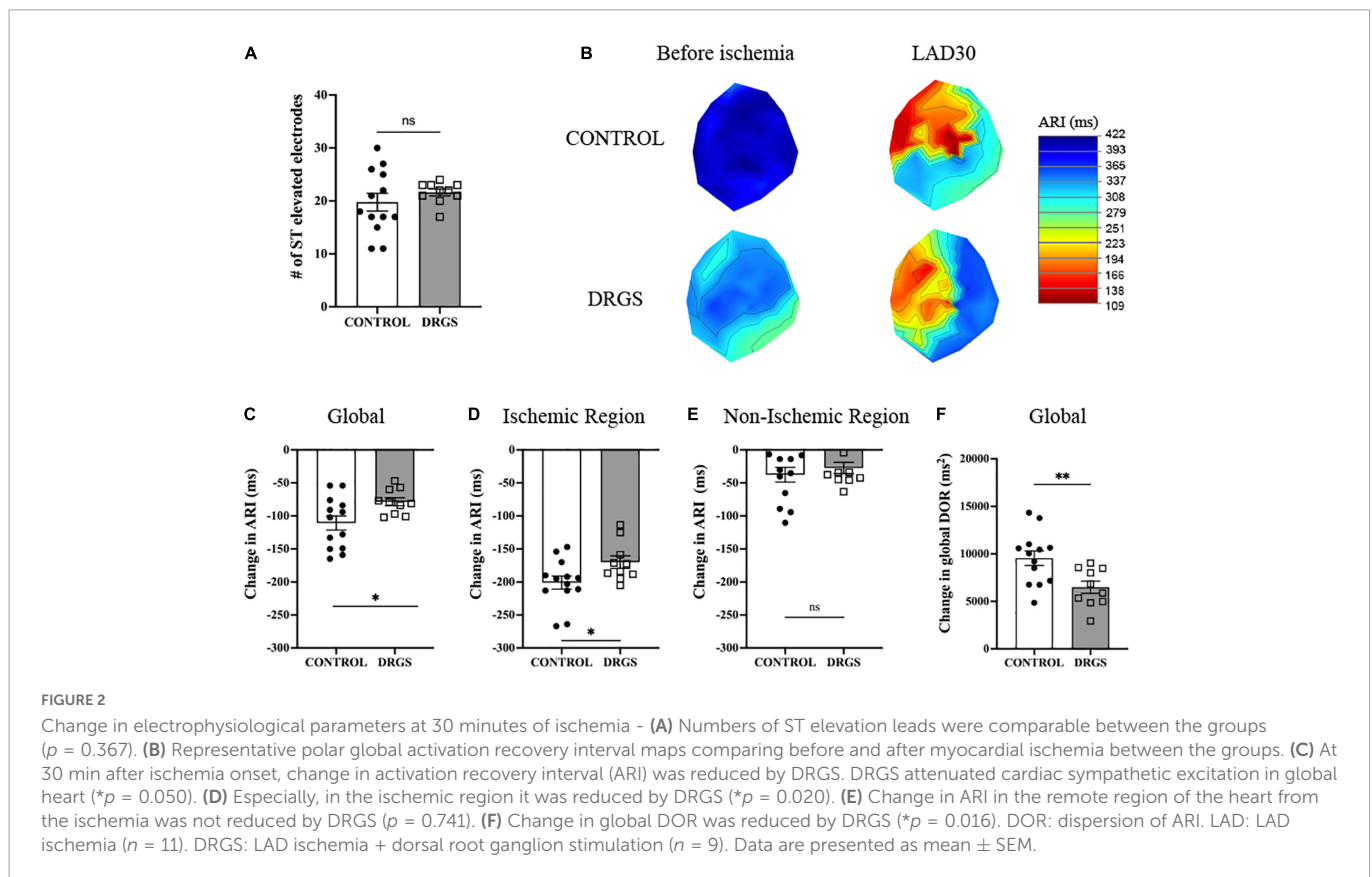 A
# of ST elevated electrodes
40
30
20
10
0
ns
CONTROL DRGS
B
Before ischemia LAD30
CONTROL
DRGS
ARI (ms)
422
393
365
337
308
279
251
223
194
166
138
109
C
Global
Change in ARI (ms)
0
-50
-100
-150
-200
-250
-300
*
CONTROL DRGS
D
Ischemic Region
Change in ARI (ms)
0
-50
-100
-150
-200
-250
-300
*
CONTROL DRGS
E
Non-Ischemic Region
Change in ARI (ms)
0
-50
-100
-150
-200
-250
-300
ns
CONTROL DRGS
F
Global
Change in global DOR (ms²)
20000
15000
10000
5000
0
**
CONTROL DRGS
FIGURE 2
Change in electrophysiological parameters at 30 minutes of ischemia - (A) Numbers of ST elevation leads were comparable between the groups
(p = 0.367). (B) Representative polar global activation recovery interval maps comparing before and after myocardial ischemia between the groups. (C) At
30 min after ischemia onset, change in activation recovery interval (ARI) was reduced by DRGS. DRGS attenuated cardiac sympathetic excitation in global
heart (*p = 0.050). (D) Especially, in the ischemic region it was reduced by DRGS (*p = 0.020). (E) Change in ARI in the remote region of the heart from
the ischemia was not reduced by DRGS (p = 0.741). (F) Change in global DOR was reduced by DRGS (*p = 0.016). DOR: dispersion of ARI. LAD: LAD
ischemia (n = 11). DRGS: LAD ischemia + dorsal root ganglion stimulation (n = 9). Data are presented as mean ± SEM.